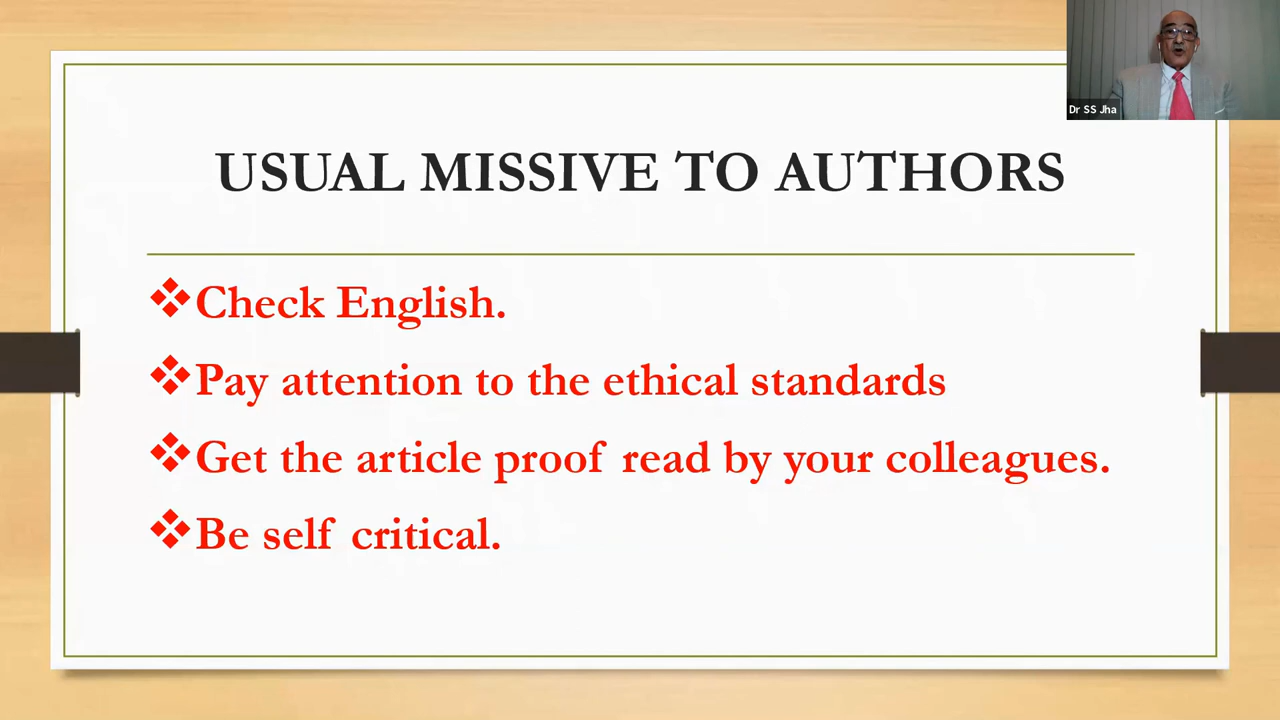 Dr SS Jha
USUAL MISSIVE TO AUTHORS
❖Check English.
❖Pay attention to the ethical standards
❖Get the article proof read by your colleagues.
❖Be self critical.